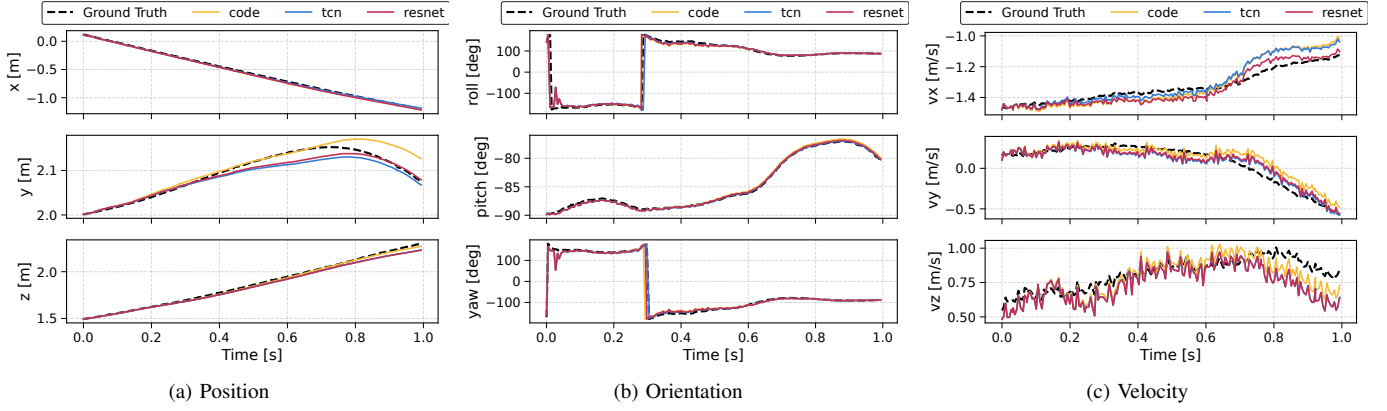 Ground Truth code tcn resnet
x [m]
0.0
−0.5
−1.0
y [m]
2.1
2.0
z [m]
2.0
1.5
0.0 0.2 0.4 0.6 0.8 1.0
Time [s]
(a) Position
Ground Truth code tcn resnet
roll [deg]
100
0
−100
pitch [deg]
−80
−85
−90
yaw [deg]
100
0
−100
0.0 0.2 0.4 0.6 0.8 1.0
Time [s]
(b) Orientation
Ground Truth code tcn resnet
vx [m/s]
−1.0
−1.2
−1.4
vy [m/s]
0.0
−0.5
vz [m/s]
1.00
0.75
0.50
0.0 0.2 0.4 0.6 0.8 1.0
Time [s]
(c) Velocity